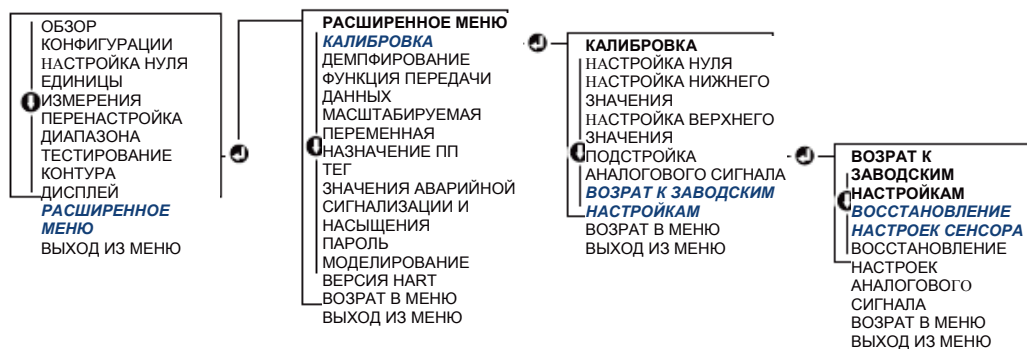 ОБЗОР
КОНФИГУРАЦИИ
НАСТРОЙКА НУЛЯ
ЕДИНИЦЫ
ИЗМЕРЕНИЯ
ПЕРЕНАСТРОЙКА
ДИАПАЗОНА
ТЕСТИРОВАНИЕ
КОНТУРА
ДИСПЛЕЙ
РАСШИРЕННОЕ
МЕНЮ
ВЫХОД ИЗ МЕНЮ
РАСШИРЕННОЕ МЕНЮ
КАЛИБРОВКА
ДЕМПФИРОВАНИЕ
ФУНКЦИЯ ПЕРЕДАЧИ
ДАННЫХ
МАСШТАБИРУЕМАЯ
ПЕРЕМЕННАЯ
НАЗНАЧЕНИЕ ПП
ТЕГ
ЗНАЧЕНИЯ АВАРИЙНОЙ
СИГНАЛИЗАЦИИ И
НАСЫЩЕНИЯ
ПАРОЛЬ
МОДЕЛИРОВАНИЕ
ВЕРСИЯ HART
ВОЗРАТ В МЕНЮ
ВЫХОД ИЗ МЕНЮ
КАЛИБРОВКА
НАСТРОЙКА НУЛЯ
НАСТРОЙКА НИЖНЕГО
ЗНАЧЕНИЯ
НАСТРОЙКА ВЕРХНЕГО
ЗНАЧЕНИЯ
ПОДСТРОЙКА
АНАЛОГОВОГО СИГНАЛА
ВОЗРАТ К ЗАВОДСКИМ
НАСТРОЙКАМ
ВОЗРАТ В МЕНЮ
ВЫХОД ИЗ МЕНЮ
ВОЗРАТ К
ЗАВОДСКИМ
НАСТРОЙКАМ
ВОССТАНОВЛЕНИЕ
НАСТРОЕК СЕНСОРА
ВОССТАНОВЛЕНИЕ
НАСТРОЕК
АНАЛОГОВОГО
СИГНАЛА
ВОЗРАТ В МЕНЮ
ВЫХОД ИЗ МЕНЮ